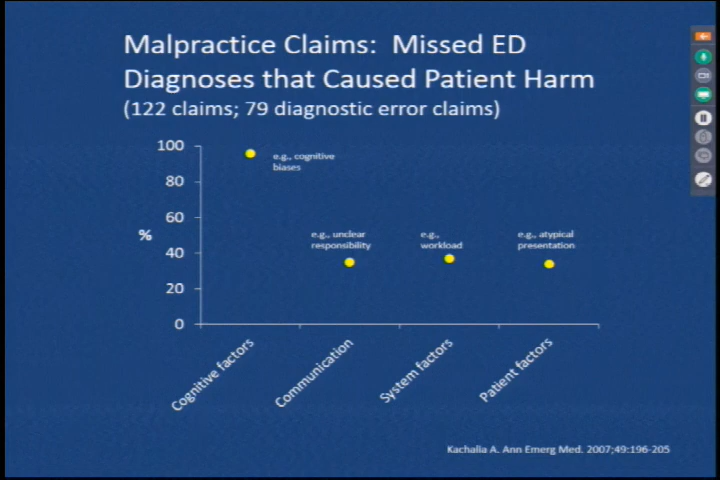 Malpractice Claims: Missed ED
Diagnoses that Caused Patient Harm
(122 claims; 79 diagnostic error claims)
100
80
60
40
20
0
%
e.g., cognitive
biases
e.g., unclear
responsibility
e.g.,
workload
e.g., atypical
presentation
Cognitive factors
Communication
System factors
Patient factors
Kachalla A. Ann Emerg Med. 2007;49:196-205